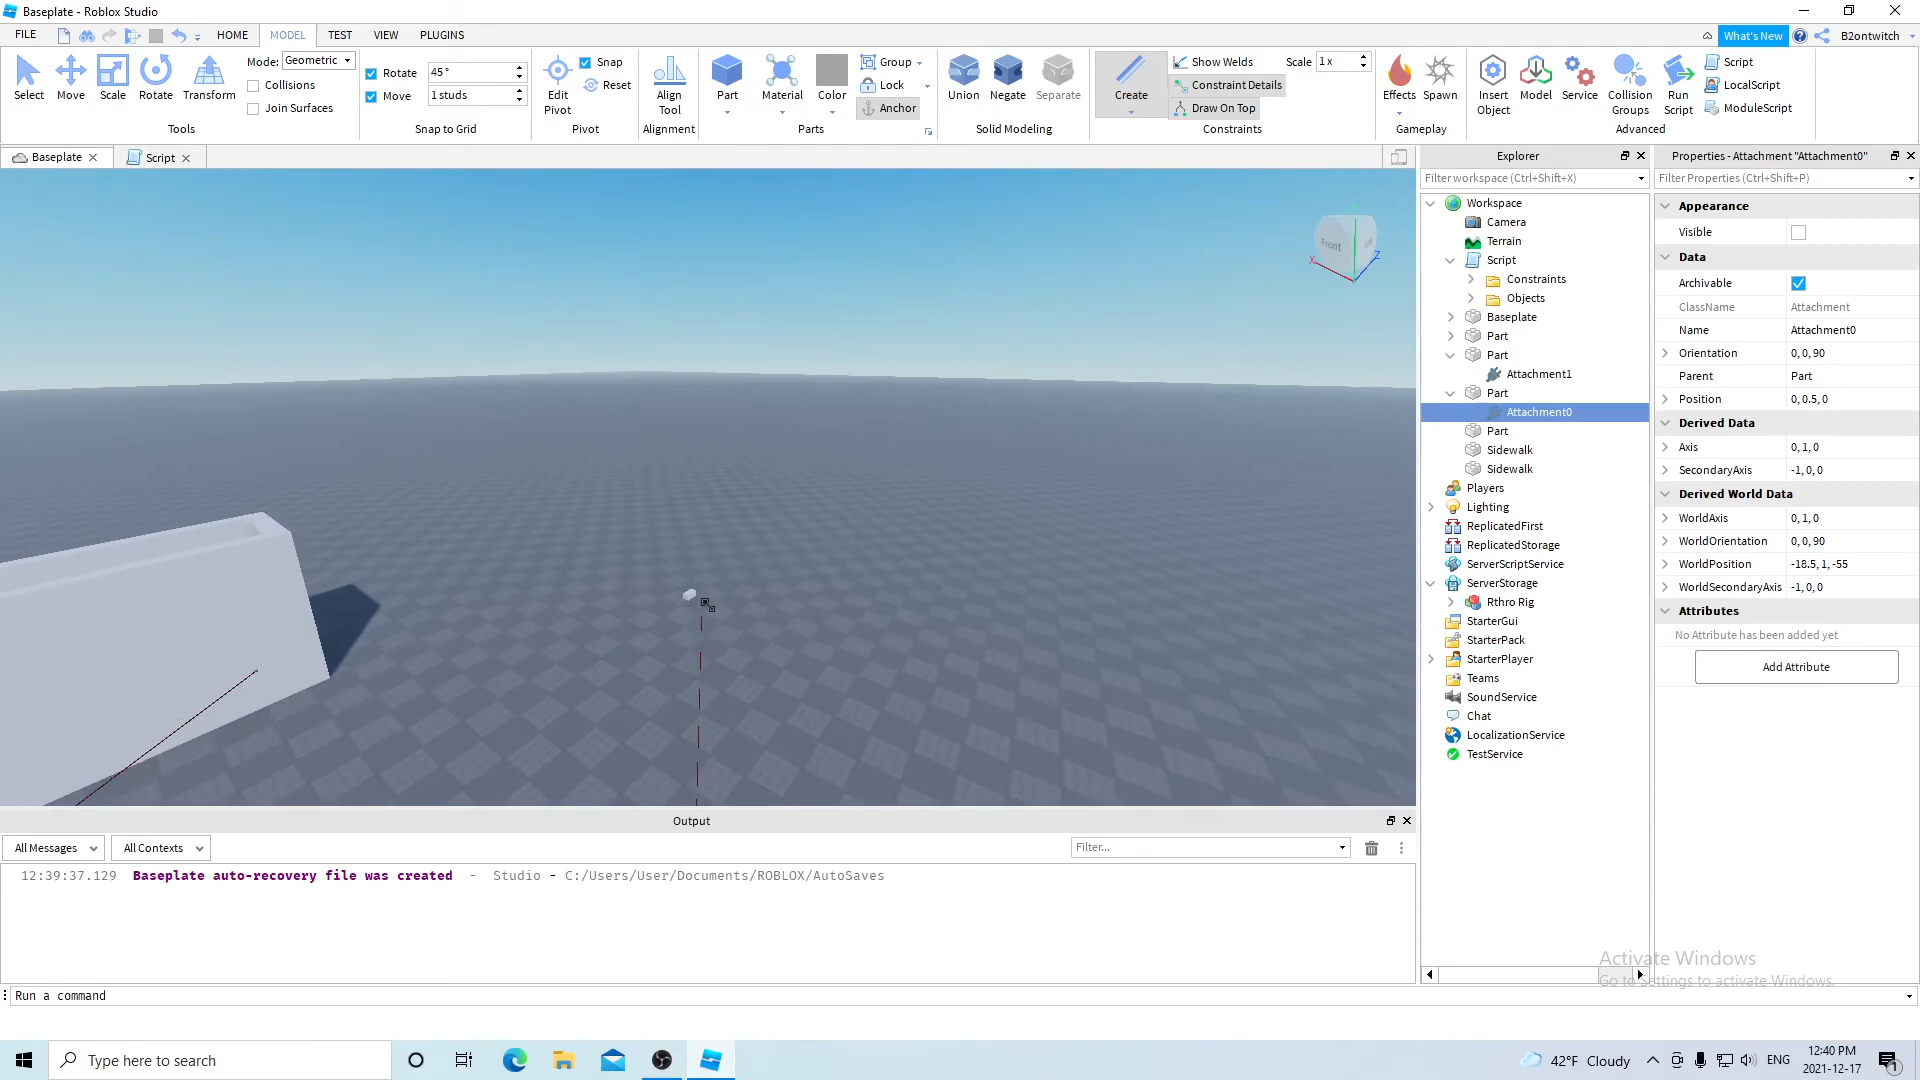 Baseplate - Roblox Studio
FILE HOME MODEL TEST VIEW PLUGINS What's New B2ontwitch
Select Move Scale Rotate Transform
Mode: Geometric
Collisions
Join Surfaces
Tools
Rotate 45°
Move 1 studs
Snap to Grid
Edit Pivot
Snap
Reset
Pivot
Align Tool
Alignment
Part Material Color
Group
Lock
Anchor
Parts
Union Negate Separate
Solid Modeling
Create
Show Welds
Constraint Details
Draw On Top
Scale 1 x
Constraints
Effects Spawn
Gameplay
Insert Object
Model Service
Collision Groups
Run Script
Script
LocalScript
ModuleScript
Advanced
Baseplate Script
Front
X
Z
Explorer
Filter workspace (Ctrl+Shift+X)
Workspace
Camera
Terrain
Script
Constraints
Objects
Baseplate
Part
Part
Attachment1
Part
Attachment0
Part
Sidewalk
Sidewalk
Players
Lighting
ReplicatedFirst
ReplicatedStorage
ServerScriptService
ServerStorage
Rthro Rig
StarterGui
StarterPack
StarterPlayer
Teams
SoundService
Chat
LocalizationService
TestService
Properties - Attachment "Attachment0"
Filter Properties (Ctrl+Shift+P)
Appearance
Visible
Data
Archivable
ClassName Attachment
Name Attachment0
Orientation 0, 0, 90
Parent Part
Position 0, 0.5, 0
Derived Data
Axis 0, 1, 0
SecondaryAxis -1, 0, 0
Derived World Data
WorldAxis 0, 1, 0
WorldOrientation 0, 0, 90
WorldPosition -18.5, 1, -55
WorldSecondaryAxis -1, 0, 0
Attributes
No Attribute has been added yet
Add Attribute
Output
All Messages All Contexts Filter...
12:39:37.129 Baseplate auto-recovery file was created - Studio - C:/Users/User/Documents/ROBLOX/AutoSaves
Activate Windows
Go to Settings to activate Windows.
Run a command
Type here to search
42°F Cloudy
ENG
12:40 PM
2021-12-17
1